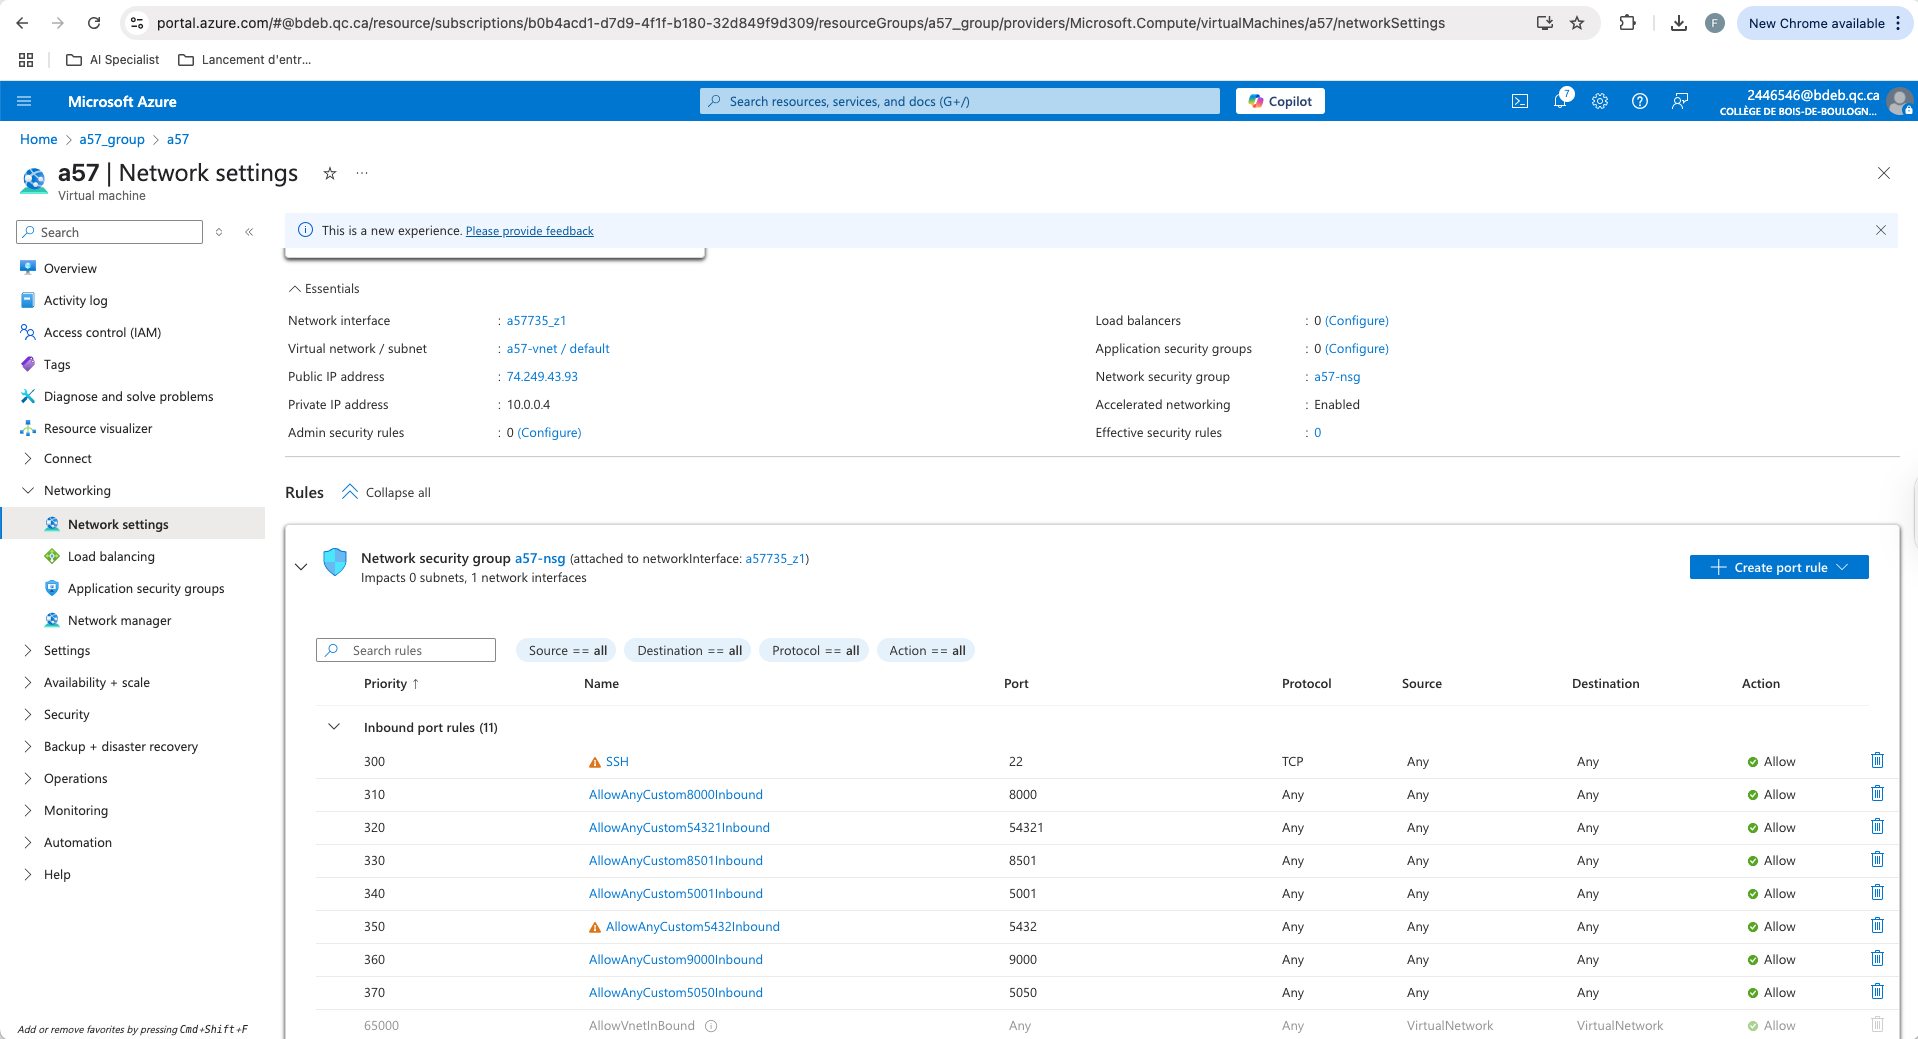 portal.azure.com/#@bdeb.qc.ca/resource/subscriptions/b0b4acd1-d7d9-4f1f-b180-32d849f9d309/resourceGroups/a57_group/providers/Microsoft.Compute/virtualMachines/a57/networkSettings
F
New Chrome available
AI Specialist
Lancement d'entr...
Microsoft Azure
Search resources, services, and docs (G+/)
Copilot
7
2446546@bdeb.qc.ca
COLLÈGE DE BOIS-DE-BOULOGN...
Home > a57_group > a57
a57 | Network settings
Virtual machine
Search
This is a new experience. Please provide feedback
Overview
Activity log
Access control (IAM)
Tags
Diagnose and solve problems
Resource visualizer
Connect
Networking
Network settings
Load balancing
Application security groups
Network manager
Settings
Availability + scale
Security
Backup + disaster recovery
Operations
Monitoring
Automation
Help
Add or remove favorites by pressing Cmd+Shift+F
Essentials
Network interface : a57735_z1
Virtual network / subnet : a57-vnet / default
Public IP address : 74.249.43.93
Private IP address : 10.0.0.4
Admin security rules : 0 (Configure)
Load balancers : 0 (Configure)
Application security groups : 0 (Configure)
Network security group : a57-nsg
Accelerated networking : Enabled
Effective security rules : 0
Rules Collapse all
Network security group a57-nsg (attached to networkInterface: a57735_z1)
Impacts 0 subnets, 1 network interfaces
Create port rule
Search rules
Source == all Destination == all Protocol == all Action == all
Priority ↑ Name Port Protocol Source Destination Action
Inbound port rules (11)
300 SSH 22 TCP Any Any Allow
310 AllowAnyCustom8000Inbound 8000 Any Any Any Allow
320 AllowAnyCustom54321Inbound 54321 Any Any Any Allow
330 AllowAnyCustom8501Inbound 8501 Any Any Any Allow
340 AllowAnyCustom5001Inbound 5001 Any Any Any Allow
350 AllowAnyCustom5432Inbound 5432 Any Any Any Allow
360 AllowAnyCustom9000Inbound 9000 Any Any Any Allow
370 AllowAnyCustom5050Inbound 5050 Any Any Any Allow
65000 AllowVnetInBound Any Any VirtualNetwork VirtualNetwork Allow